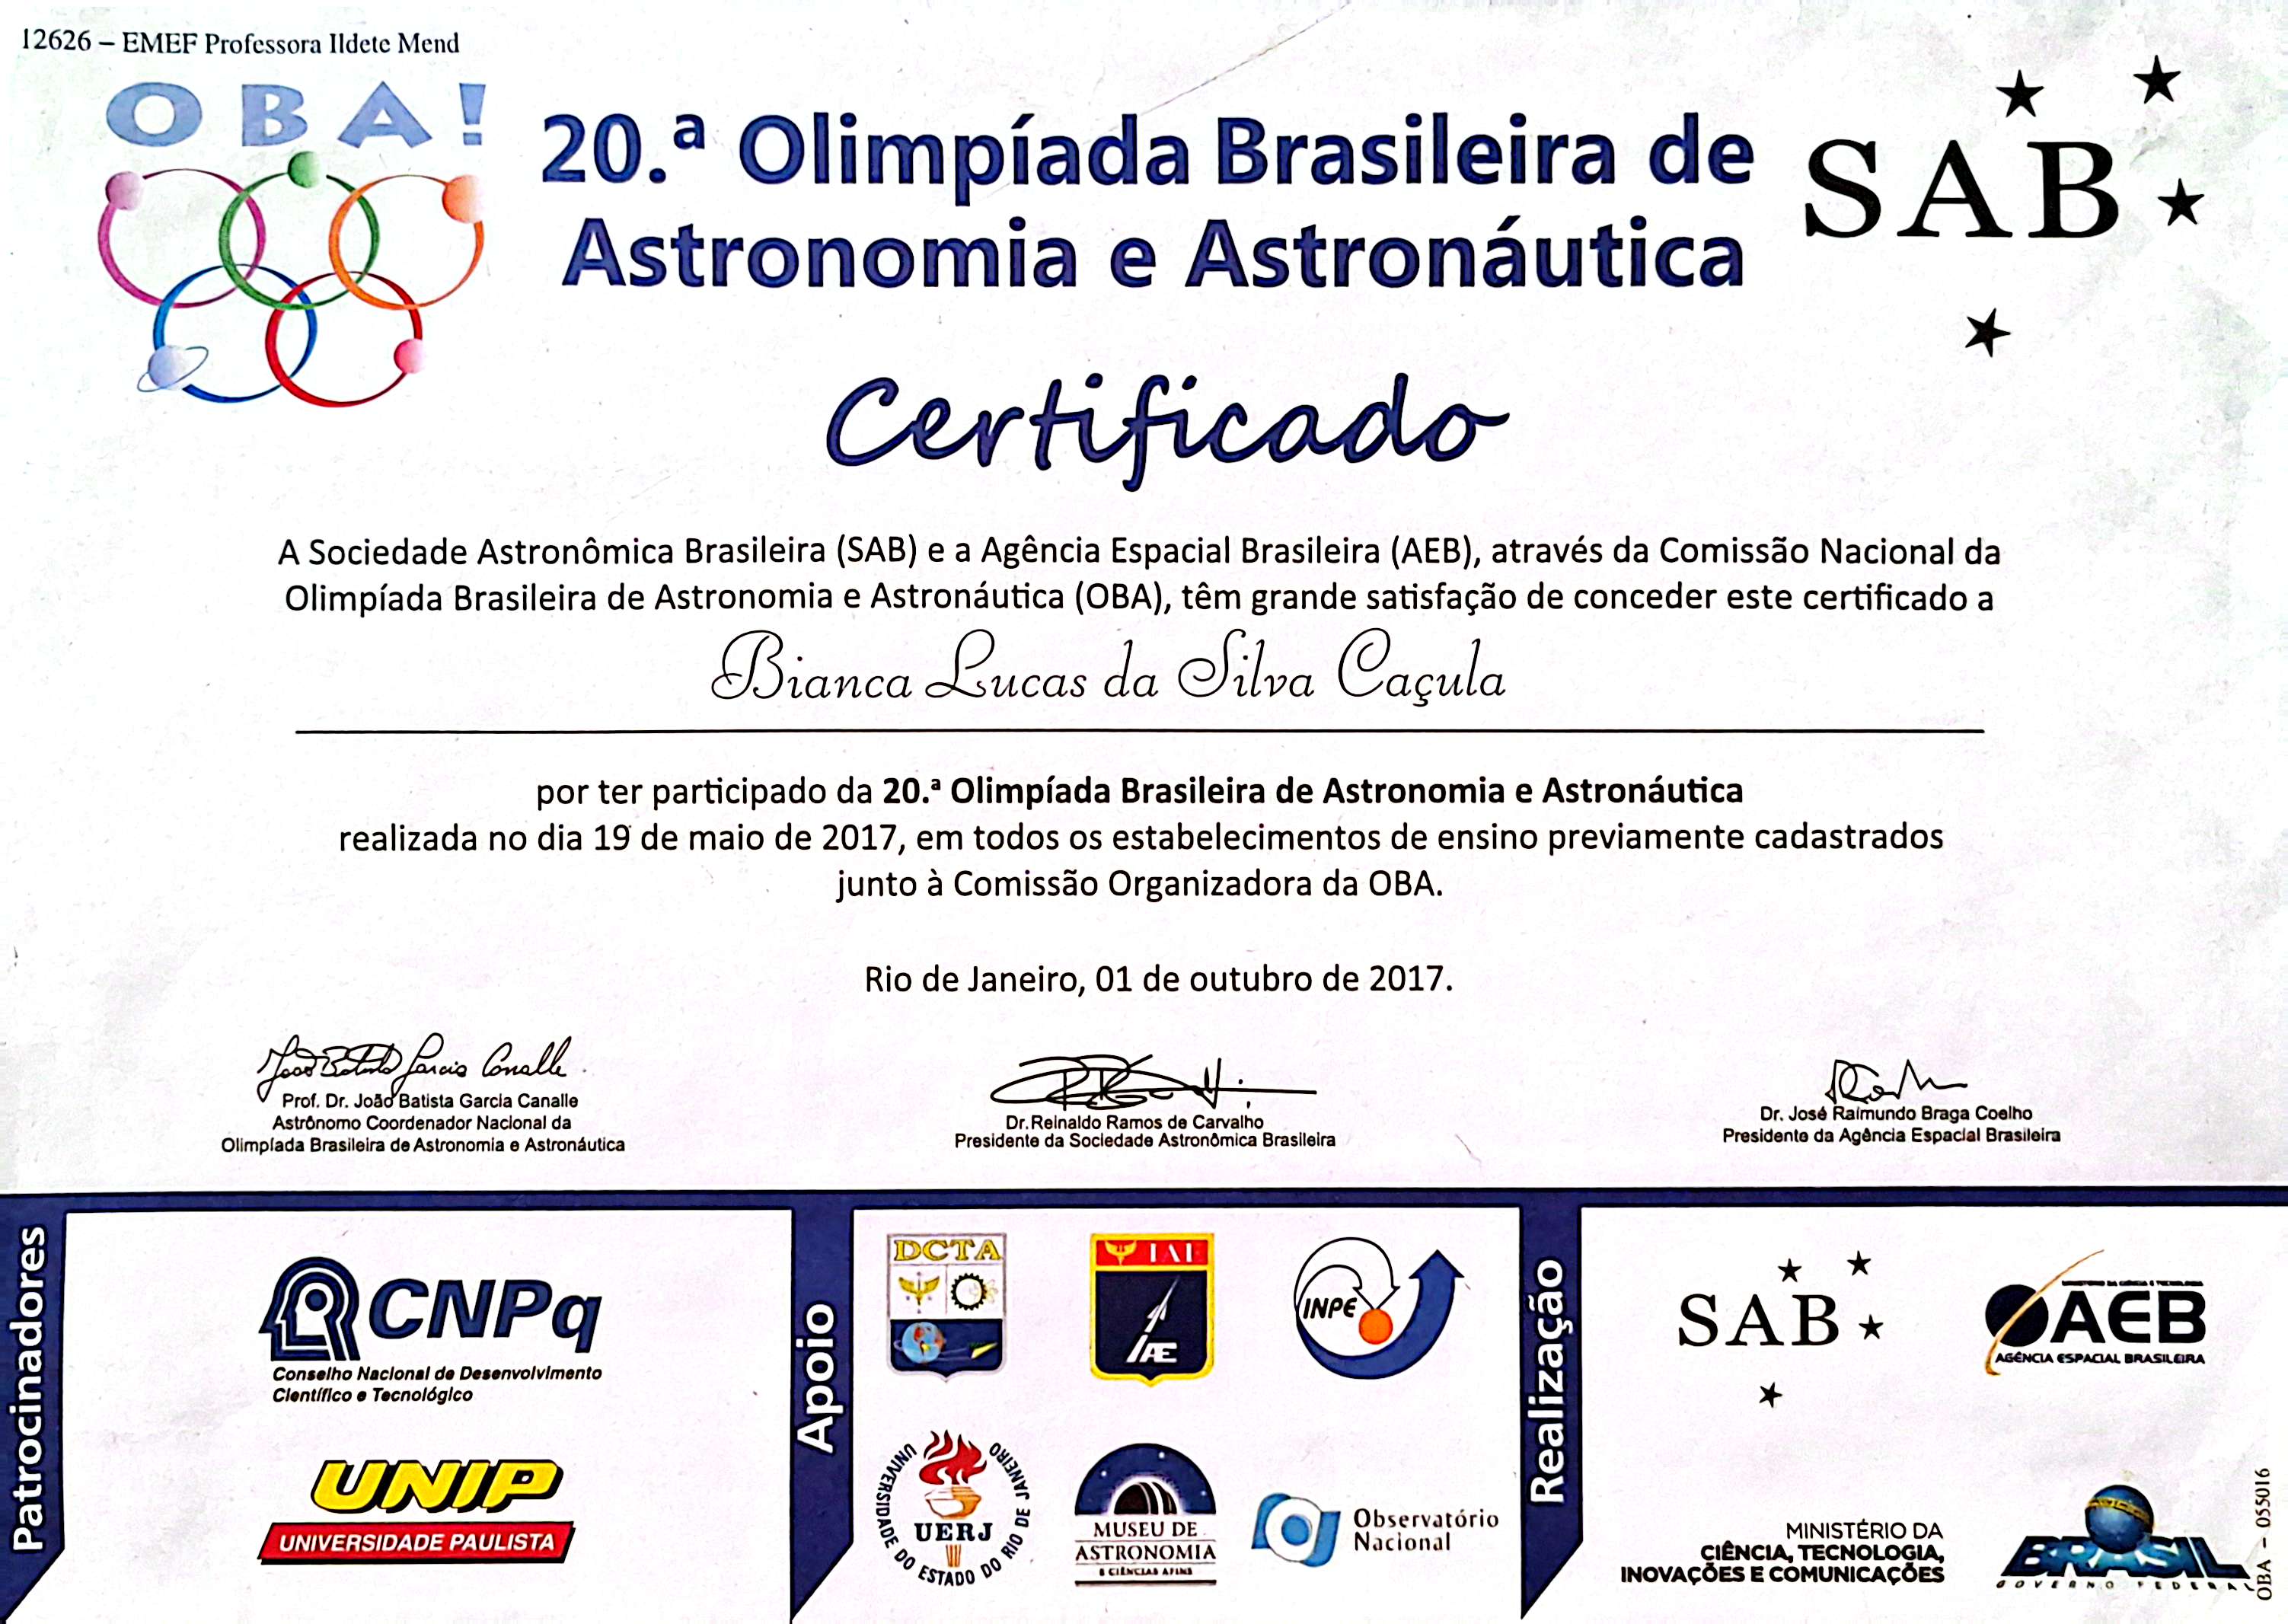 12626 – EMEF Professora Ildete Mend
OBA!
20.ª Olimpíada Brasileira de
Astronomia e Astronáutica
SAB
Certificado
A Sociedade Astronômica Brasileira (SAB) e a Agência Espacial Brasileira (AEB), através da Comissão Nacional da
Olimpíada Brasileira de Astronomia e Astronáutica (OBA), têm grande satisfação de conceder este certificado a
Bianca Lucas da Silva Caçula
por ter participado da 20.ª Olimpíada Brasileira de Astronomia e Astronáutica
realizada no dia 19 de maio de 2017, em todos os estabelecimentos de ensino previamente cadastrados
junto à Comissão Organizadora da OBA.
Rio de Janeiro, 01 de outubro de 2017.
João Batista Garcia Canalle
Prof. Dr. João Batista Garcia Canalle
Astrônomo Coordenador Nacional da
Olimpíada Brasileira de Astronomia e Astronáutica
Dr. Reinaldo Ramos de Carvalho
Presidente da Sociedade Astronômica Brasileira
Dr. José Raimundo Braga Coelho
Presidente da Agência Espacial Brasileira
Patrocinadores
CNPq
Conselho Nacional de Desenvolvimento
Científico e Tecnológico
UNIP
UNIVERSIDADE PAULISTA
Apoio
DCTA
IAE
IAE
INPE
UNIVERSIDADE DO ESTADO DO RIO DE JANEIRO
UERJ
MUSEU DE
ASTRONOMIA
E CIÊNCIAS AFINS
Observatório
Nacional
Realização
SAB
MINISTÉRIO DA CIÊNCIA E TECNOLOGIA
AEB
AGÊNCIA ESPACIAL BRASILEIRA
MINISTÉRIO DA
CIÊNCIA, TECNOLOGIA,
INOVAÇÕES E COMUNICAÇÕES
BRASIL
GOVERNO FEDERAL
OBA – 055016